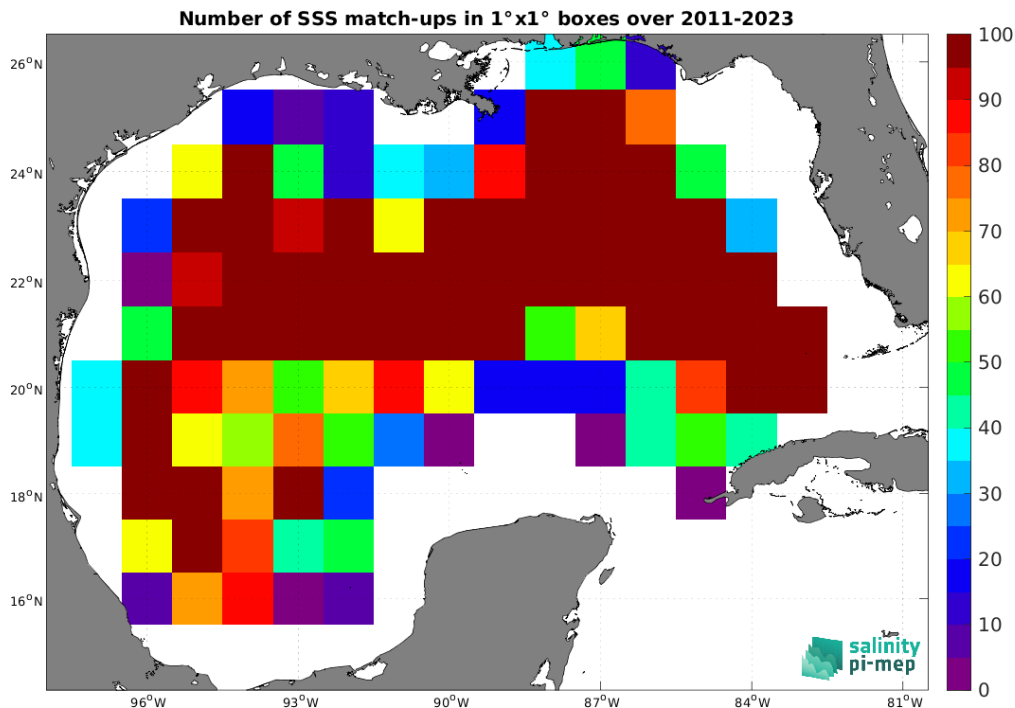 Number of SSS match-ups in 1°x1° boxes over 2011-2023
26°N
24°N
22°N
20°N
18°N
16°N
96°W
93°W
90°W
87°W
84°W
81°W
100
90
80
70
60
50
40
30
20
10
0
salinity
pi-mep